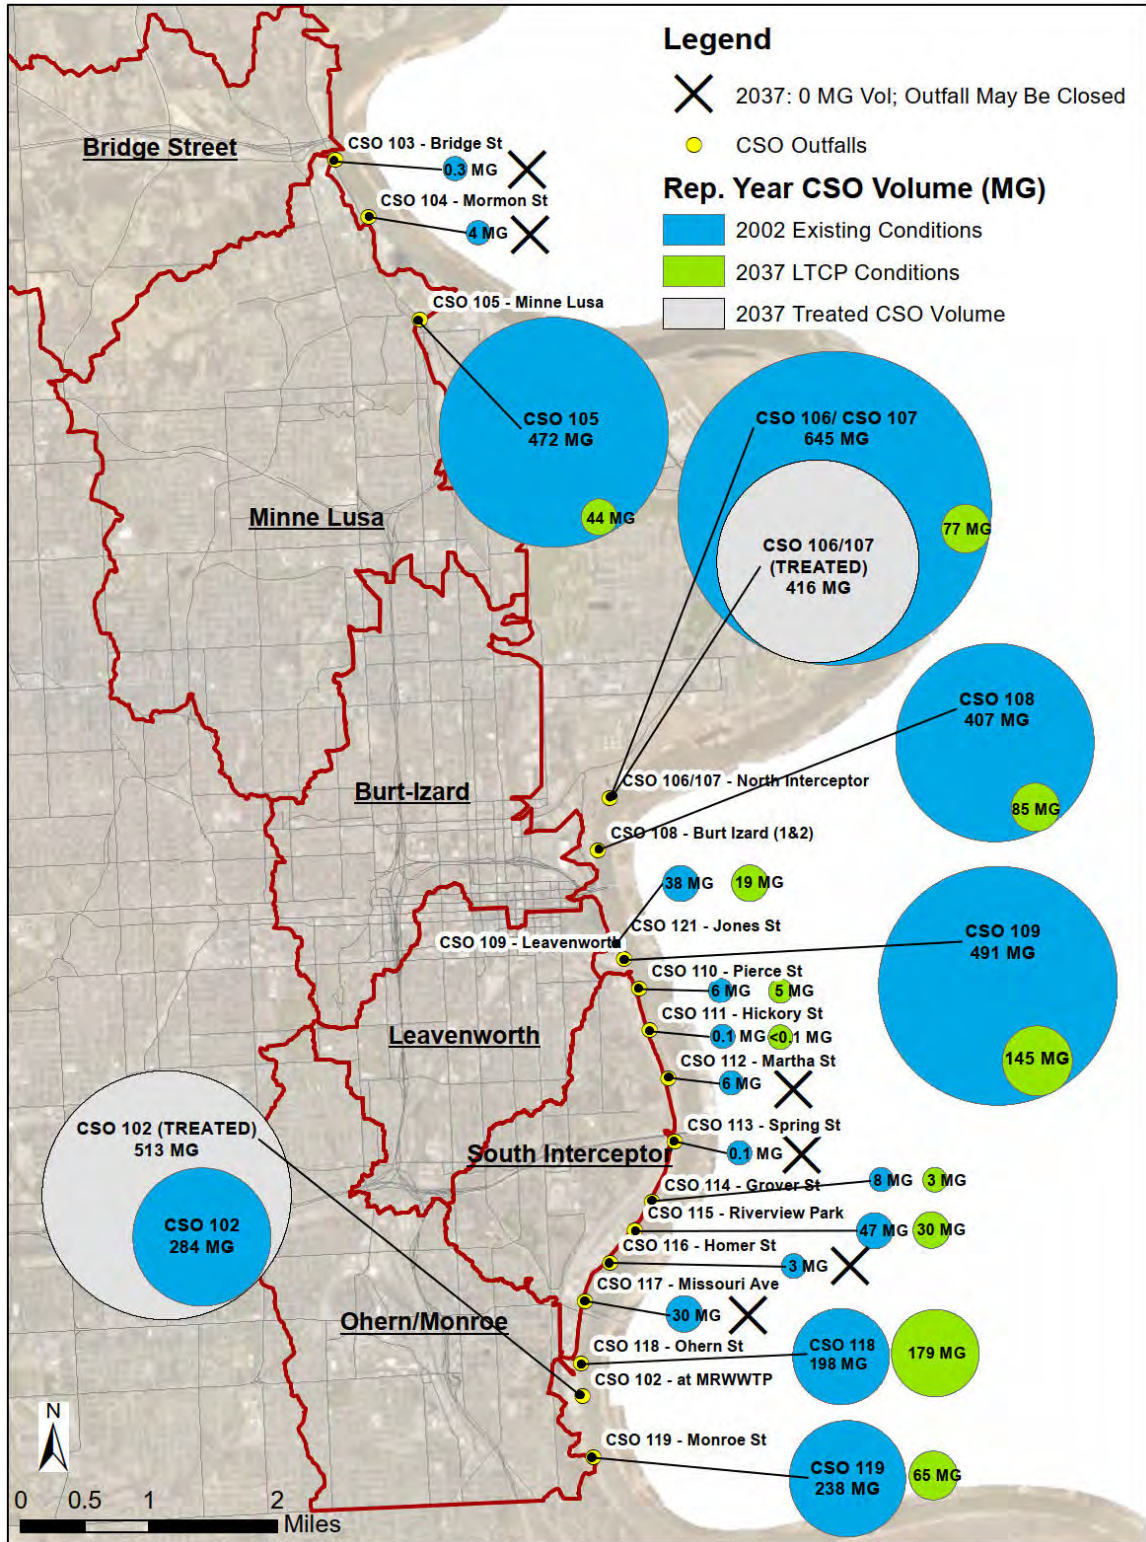 Legend
2037: 0 MG Vol; Outfall May Be Closed
CSO Outfalls
Rep. Year CSO Volume (MG)
2002 Existing Conditions
2037 LTCP Conditions
2037 Treated CSO Volume
Bridge Street
CSO 103 - Bridge St
0.3 MG
CSO 104 - Mormon St
4 MG
CSO 105 - Minne Lusa
CSO 105
472 MG
44 MG
CSO 106/ CSO 107
645 MG
77 MG
CSO 106/107
(TREATED)
416 MG
Minne Lusa
CSO 108
407 MG
85 MG
Burt-Izard
CSO 106/107 - North Interceptor
CSO 108 - Burt Izard (1&2)
38 MG
19 MG
CSO 121 - Jones St
CSO 109 - Leavenworth
CSO 109
491 MG
145 MG
CSO 110 - Pierce St
6 MG
5 MG
CSO 111 - Hickory St
0.1 MG
<0.1 MG
Leavenworth
CSO 112 - Martha St
6 MG
CSO 113 - Spring St
0.1 MG
South Interceptor
CSO 102 (TREATED)
513 MG
CSO 102
284 MG
CSO 114 - Grover St
8 MG
3 MG
CSO 115 - Riverview Park
47 MG
30 MG
CSO 116 - Homer St
3 MG
CSO 117 - Missouri Ave
30 MG
Ohern/Monroe
CSO 118 - Ohern St
CSO 118
198 MG
179 MG
CSO 102 - at MRWWTP
CSO 119 - Monroe St
CSO 119
238 MG
65 MG
N
0 0.5 1 2
Miles